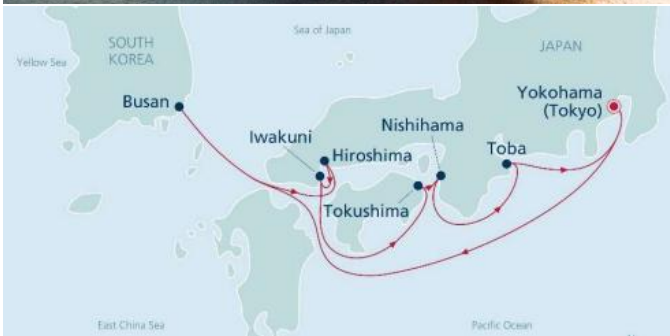 Sea of Japan
SOUTH
KOREA
JAPAN
Yellow Sea
Busan
Yokohama
(Tokyo)
Iwakuni
Nishihama
Hiroshima
Toba
Tokushima
East China Sea
Pacific Ocean